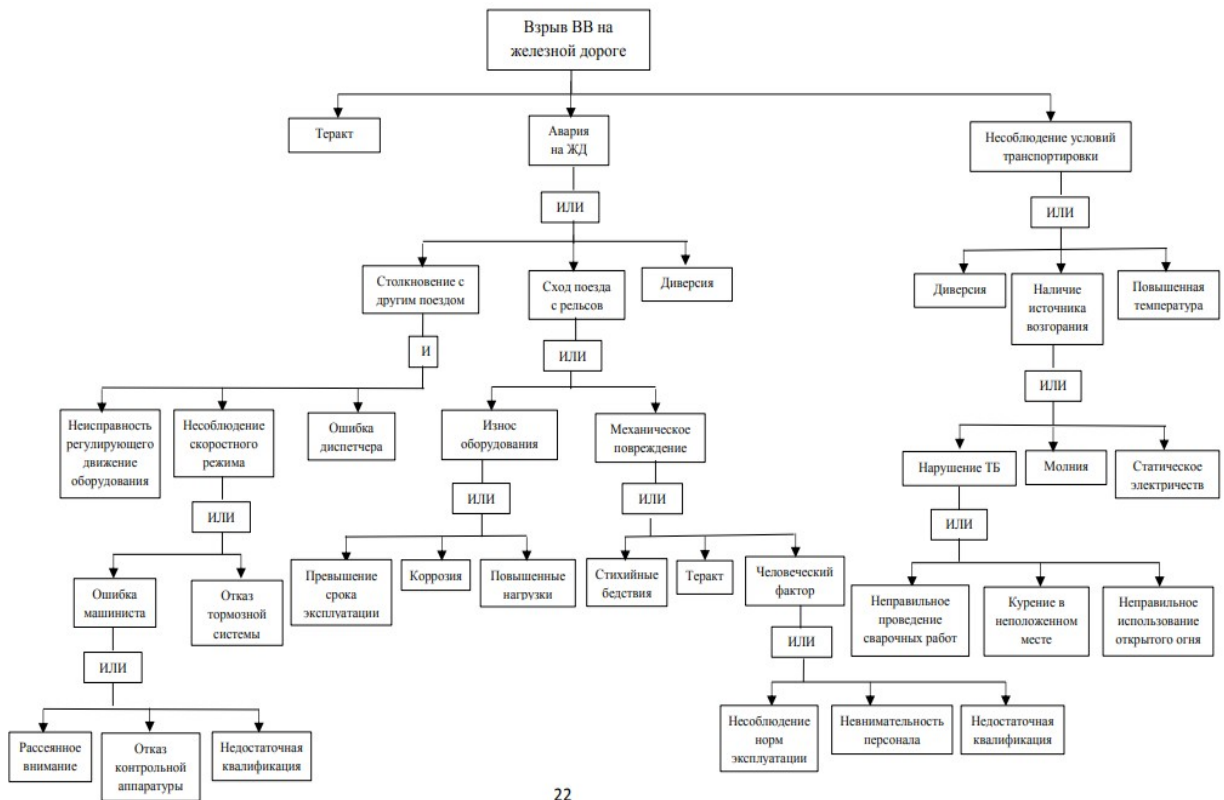 Взрыв ВВ на
железной дороге
Теракт
Авария
на ЖД
Несоблюдение условий
транспортировки
ИЛИ
ИЛИ
Столкновение с
другим поездом
Сход поезда
с рельсов
Диверсия
Диверсия
Наличие
источника
возгорания
Повышенная
температура
И
ИЛИ
ИЛИ
Неисправность
регулирующего
движение
оборудования
Несоблюдение
скоростного
режима
Ошибка
диспетчера
Износ
оборудования
Механическое
повреждение
Нарушение ТБ
Молния
Статическое
электричеств
ИЛИ
ИЛИ
ИЛИ
ИЛИ
Ошибка
машиниста
Отказ
тормозной
системы
Превышение
срока
эксплуатации
Коррозия
Повышенные
нагрузки
Стихийные
бедствия
Теракт
Человеческий
фактор
Неправильное
проведение
сварочных работ
Курение в
неположенном
месте
Неправильное
использование
открытого огня
ИЛИ
ИЛИ
Рассеянное
внимание
Отказ
контрольной
аппаратуры
Недостаточная
квалификация
Несоблюдение
норм
эксплуатации
Невнимательность
персонала
Недостаточная
квалификация
22